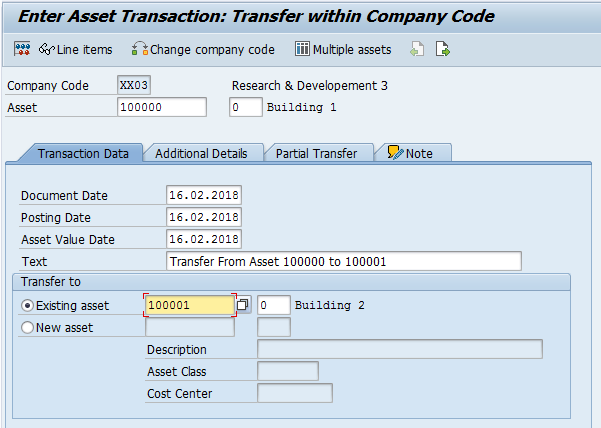 Enter Asset Transaction: Transfer within Company Code
Line items Change company code Multiple assets
Company Code XX03 Research & Developement 3
Asset 100000 0 Building 1
Transaction Data Additional Details Partial Transfer Note
Document Date 16.02.2018
Posting Date 16.02.2018
Asset Value Date 16.02.2018
Text Transfer From Asset 100000 to 100001
Transfer to
Existing asset 100001 0 Building 2
New asset
Description
Asset Class
Cost Center